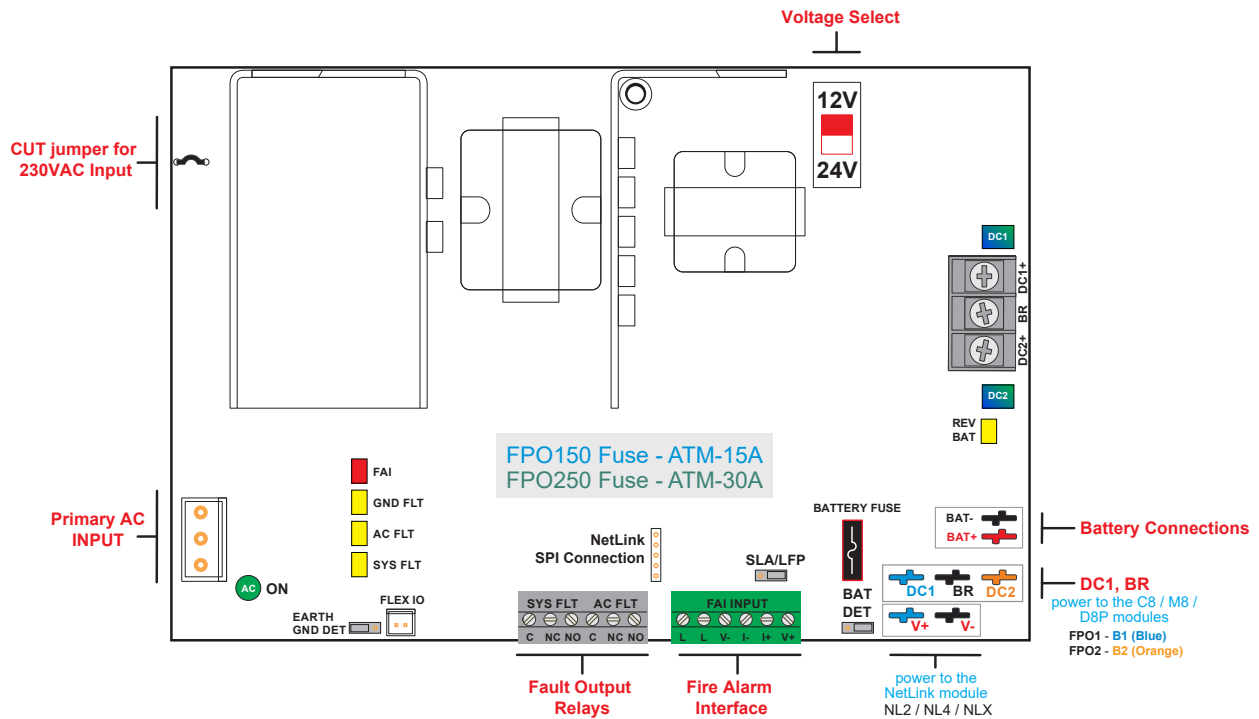 Voltage Select
12V
24V
CUT jumper for
230VAC Input
DC1
DC1+
BR
DC2+
DC2
REV
BAT
FPO150 Fuse - ATM-15A
FPO250 Fuse - ATM-30A
FAI
GND FLT
AC FLT
SYS FLT
Primary AC
INPUT
AC ON
EARTH
GND DET
FLEX IO
NetLink
SPI Connection
SLA/LFP
BATTERY FUSE
BAT
DET
BAT-
BAT+
Battery Connections
DC1 BR DC2
V+ V-
DC1, BR
power to the C8 / M8 /
D8P modules
FPO1 - B1 (Blue)
FPO2 - B2 (Orange)
SYS FLT AC FLT
C NC NO C NC NO
FAI INPUT
L L V- I- I+ V+
Fault Output
Relays
Fire Alarm
Interface
power to the
NetLink module
NL2 / NL4 / NLX